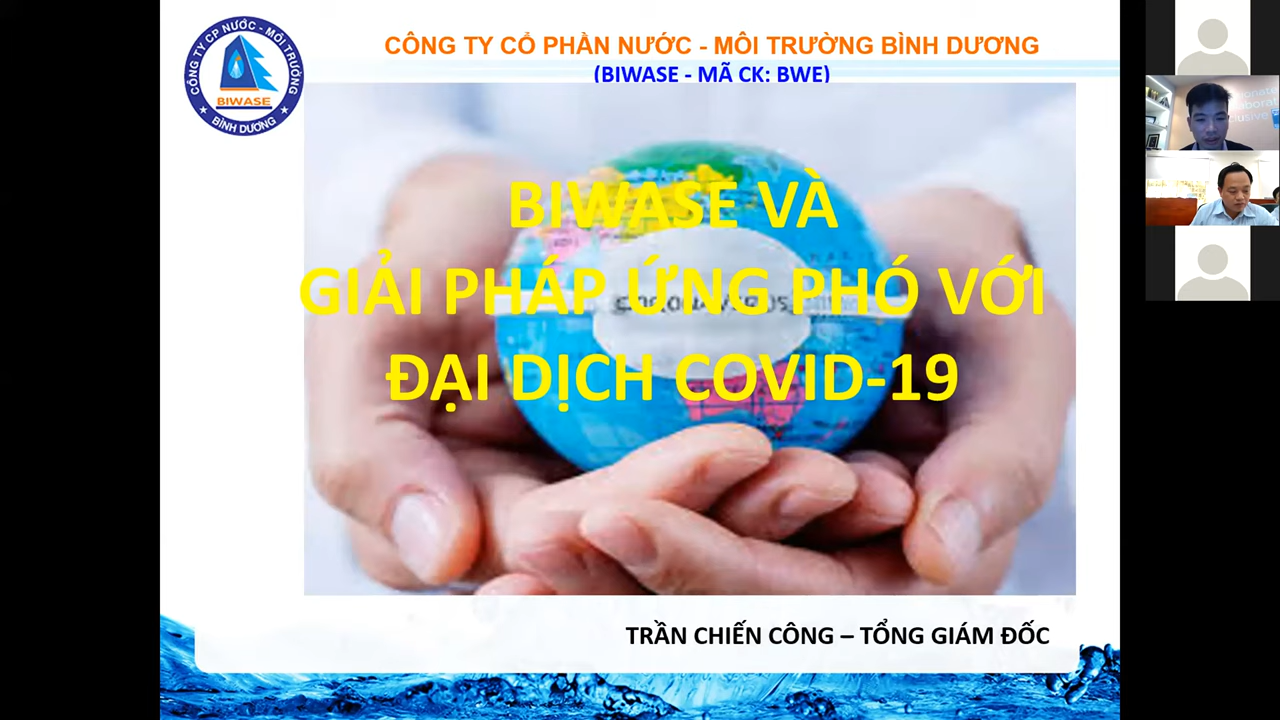 CÔNG TY CP NƯỚC - MÔI TRƯỜNG
BIWASE
BÌNH DƯƠNG
CÔNG TY CỔ PHẦN NƯỚC - MÔI TRƯỜNG BÌNH DƯƠNG
(BIWASE - MÃ CK: BWE)
BIWASE VÀ
GIẢI PHÁP ỨNG PHÓ VỚI
ĐẠI DỊCH COVID-19
TRẦN CHIẾN CÔNG – TỔNG GIÁM ĐỐC